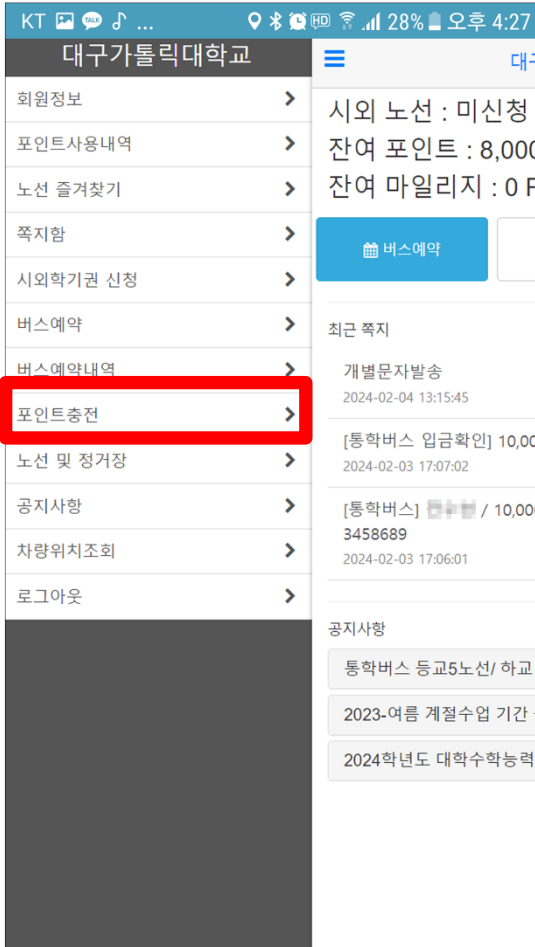 KT ... HD 28% 오후 4:27
대구가톨릭대학교
회원정보
포인트사용내역
노선 즐겨찾기
쪽지함
시외학기권 신청
버스예약
버스예약내역
포인트충전
노선 및 정거장
공지사항
차량위치조회
로그아웃
대구
시외 노선 : 미신청
잔여 포인트 : 8,000
잔여 마일리지 : 0 P
버스예약
최근 쪽지
개별문자발송
2024-02-04 13:15:45
[통학버스 입금확인] 10,00
2024-02-03 17:07:02
[통학버스] / 10,000
3458689
2024-02-03 17:06:01
공지사항
통학버스 등교5노선/ 하교
2023-여름 계절수업 기간
2024학년도 대학수학능력